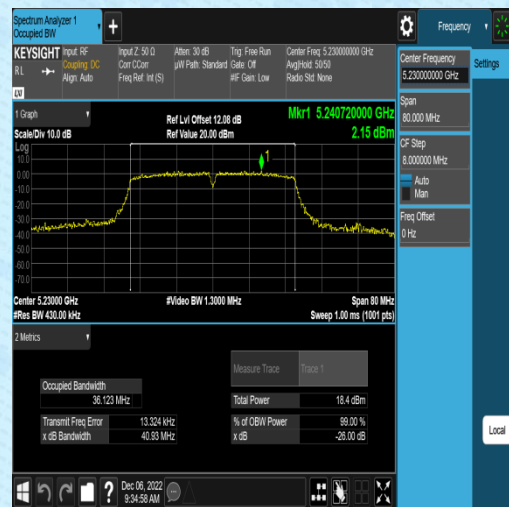 Spectrum Analyzer 1
Occupied BW
+
Frequency
KEYSIGHT
Input: RF
Coupling: DC
Align: Auto
Input Z: 50 Ω
Corr CCorr
Freq Ref: Int (S)
Atten: 30 dB
µW Path: Standard
Trig: Free Run
Gate: Off
#IF Gain: Low
Center Freq: 5.230000000 GHz
Avg|Hold: 50/50
Radio Std: None
R L
LXI
Center Frequency
5.230000000 GHz
Settings
Span
80.000 MHz
CF Step
8.000000 MHz
Auto
Man
Freq Offset
0 Hz
Local
1 Graph
Scale/Div 10.0 dB
Ref Lvl Offset 12.08 dB
Ref Value 20.00 dBm
Mkr1 5.240720000 GHz
2.15 dBm
Log
10.0
0.00
-10.0
-20.0
-30.0
-40.0
-50.0
-60.0
-70.0
1
Center 5.23000 GHz
#Res BW 430.00 kHz
#Video BW 1.3000 MHz
Span 80 MHz
Sweep 1.00 ms (1001 pts)
2 Metrics
Measure Trace
Trace 1
Occupied Bandwidth
36.123 MHz
Total Power
18.4 dBm
Transmit Freq Error
13.324 kHz
% of OBW Power
99.00 %
x dB Bandwidth
40.93 MHz
x dB
-26.00 dB
?
Dec 06, 2022
9:34:58 AM